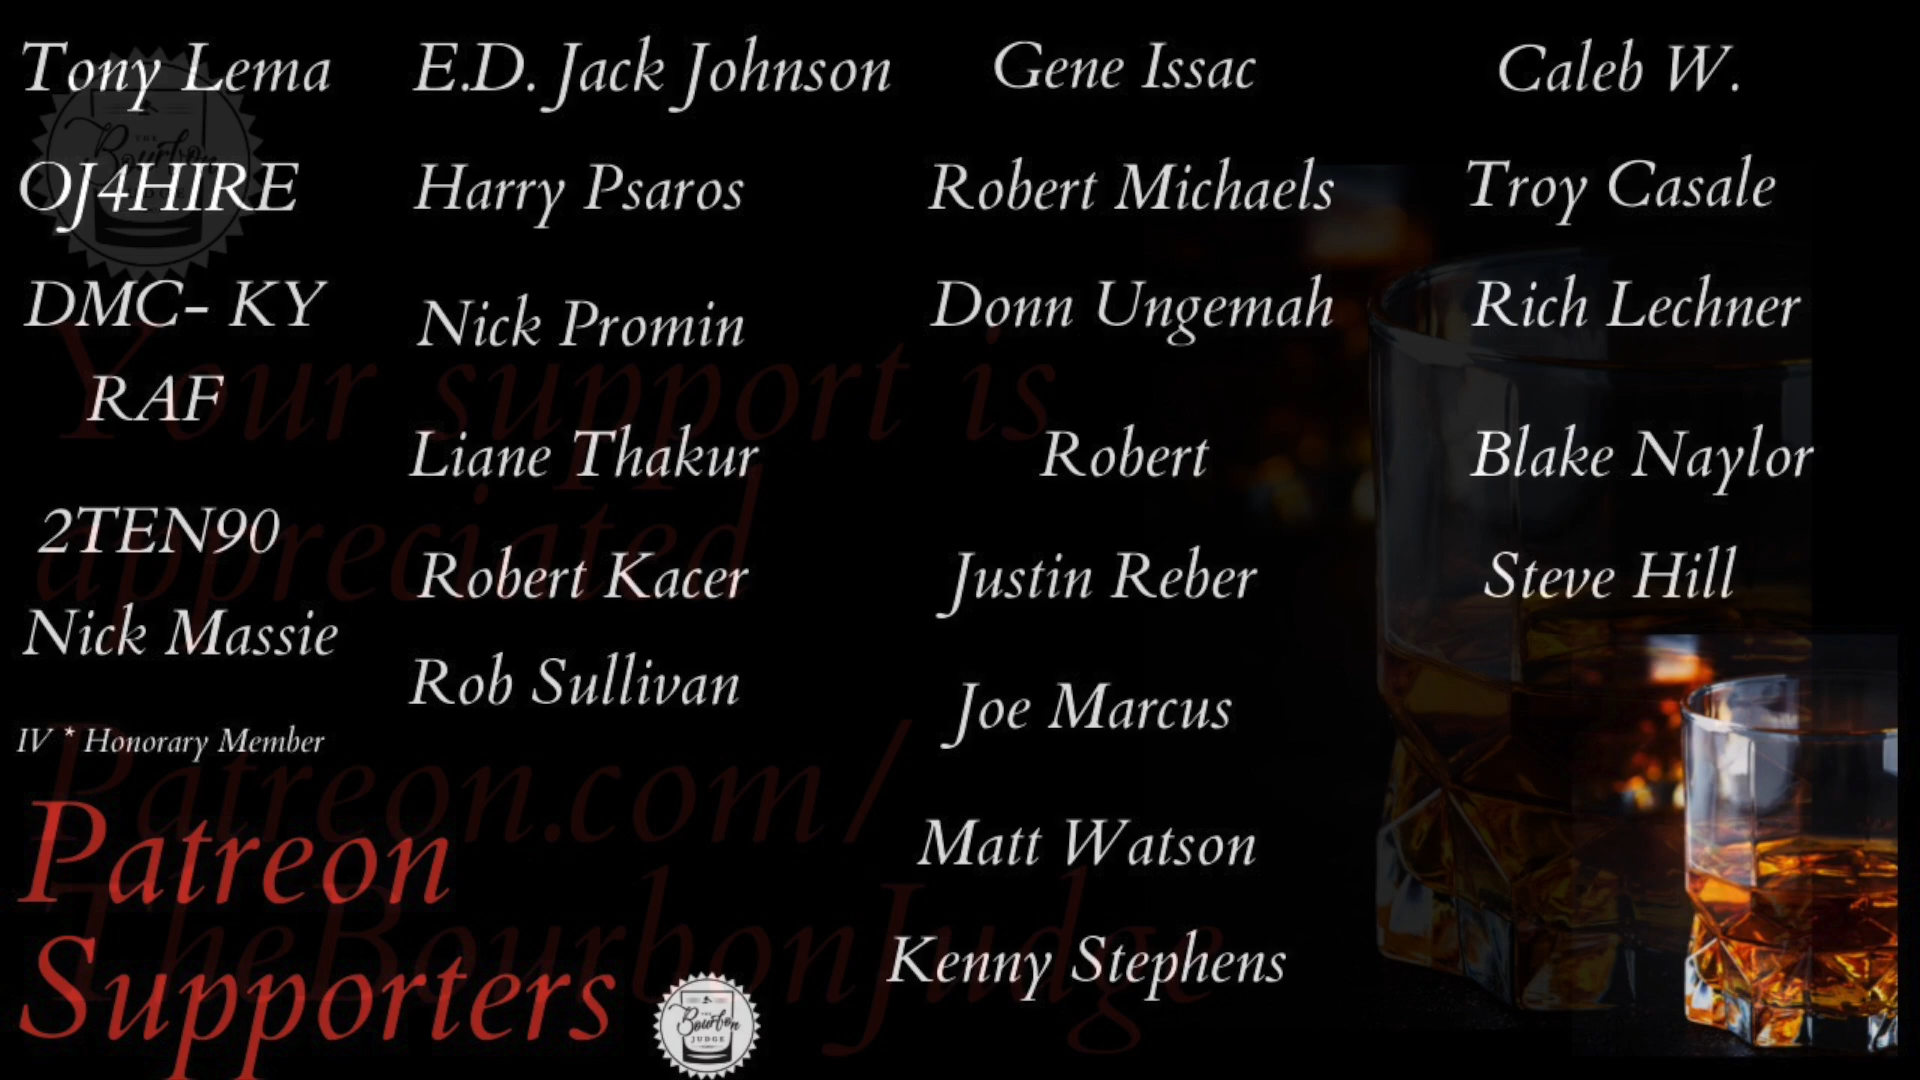 Tony Lema
OJ4HIRE
DMC- KY
RAF
2TEN90
Nick Massie
IV * Honorary Member
E.D. Jack Johnson
Harry Psaros
Nick Promin
Liane Thakur
Robert Kacer
Rob Sullivan
Gene Issac
Robert Michaels
Donn Ungemah
Robert
Justin Reber
Joe Marcus
Matt Watson
Kenny Stephens
Caleb W.
Troy Casale
Rich Lechner
Blake Naylor
Steve Hill
Your support is
appreciated
Patreon.com/
TheBourbonJudge
Patreon
Supporters
THE
Bourbon
JUDGE